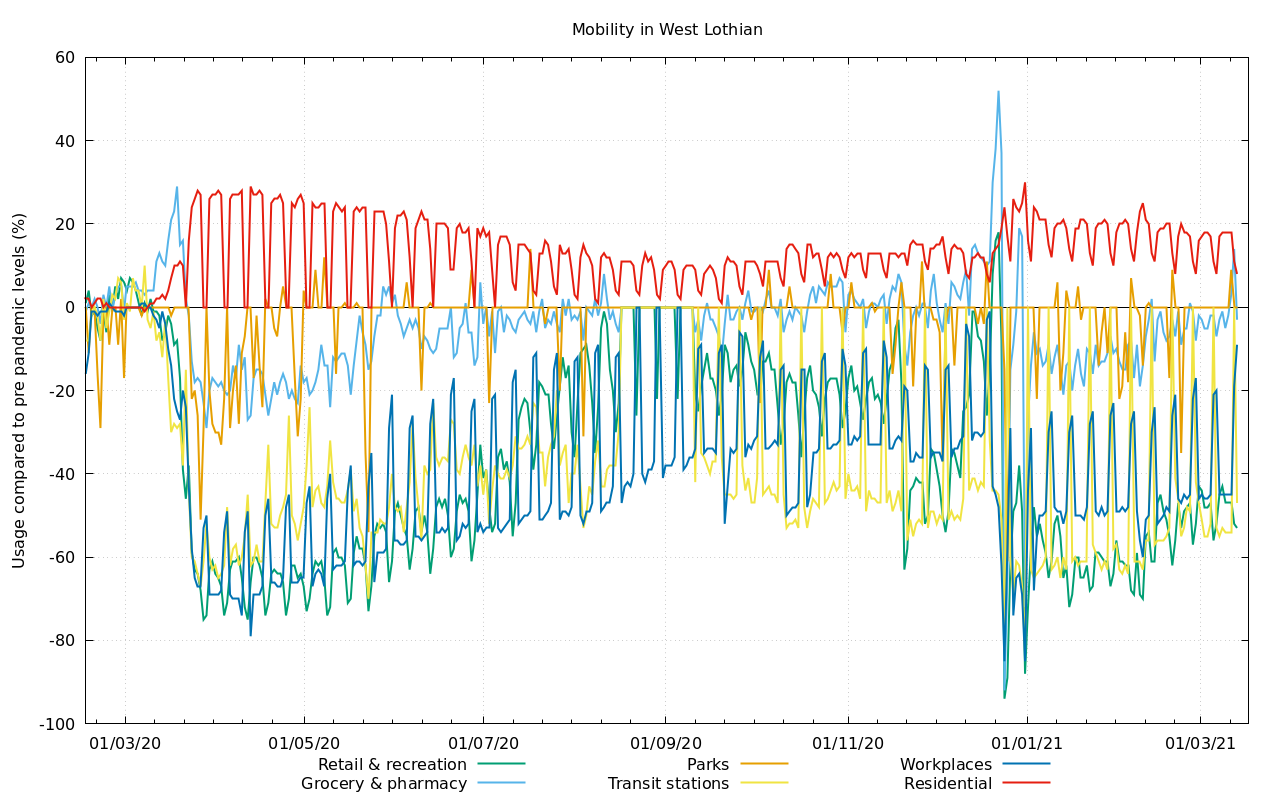 Mobility in West Lothian
Usage compared to pre pandemic levels (%)
60
40
20
0
-20
-40
-60
-80
-100
01/03/20 01/05/20 01/07/20 01/09/20 01/11/20 01/01/21 01/03/21
Retail & recreation Parks Workplaces
Grocery & pharmacy Transit stations Residential